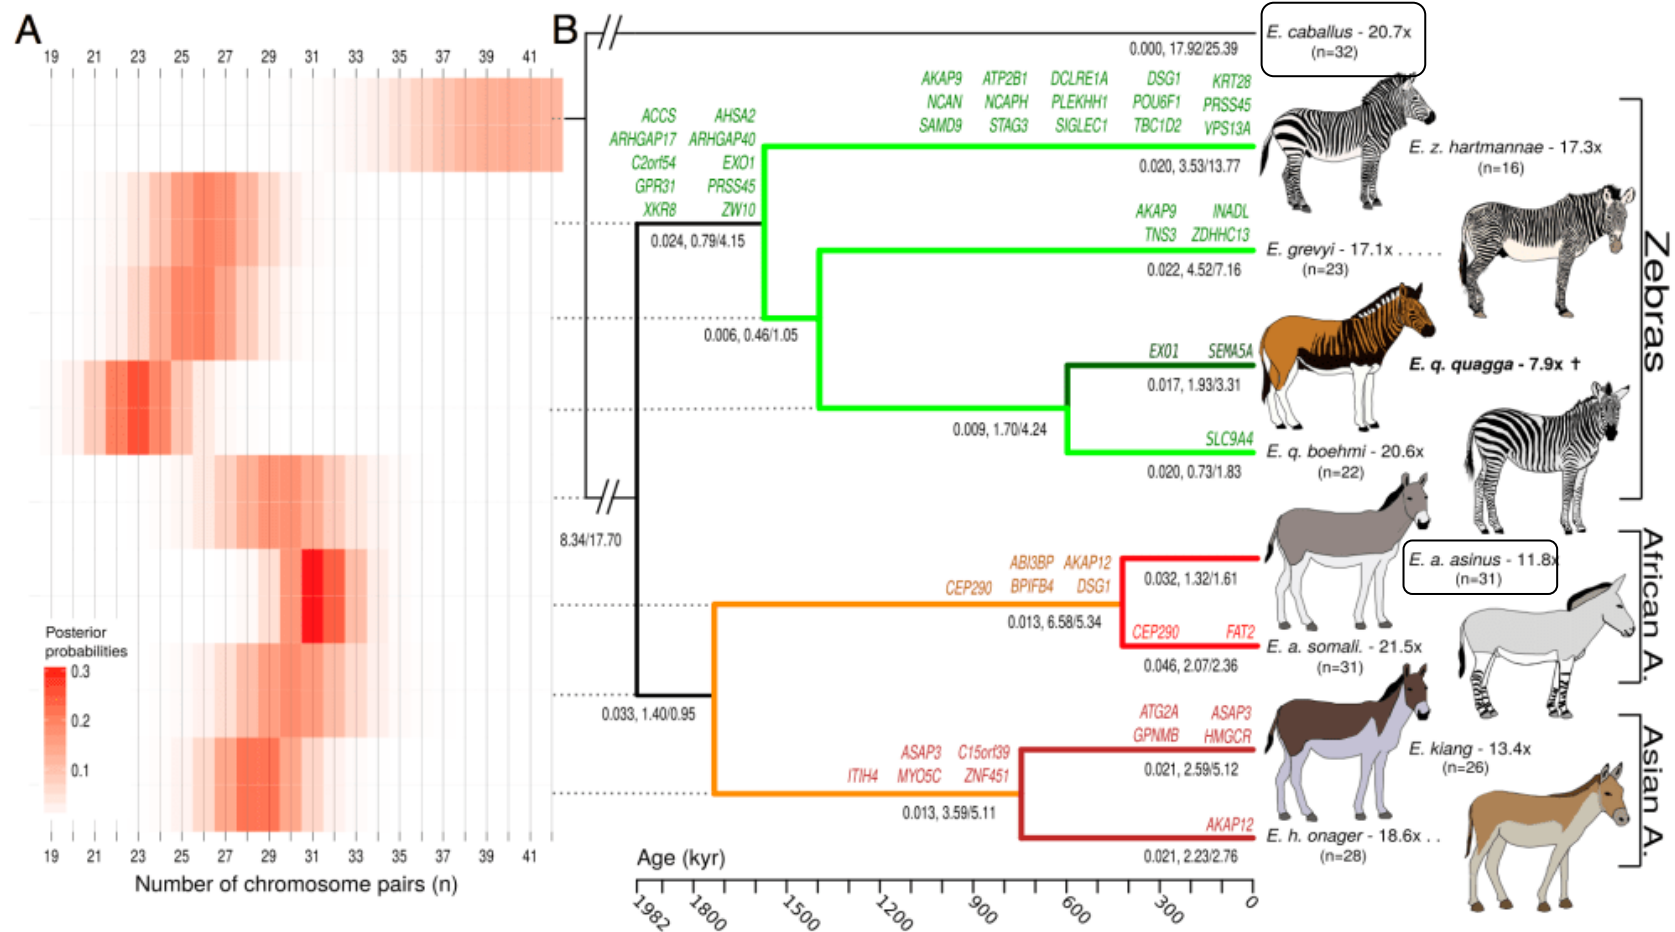 A
B
19 21 23 25 27 29 31 33 35 37 39 41
E. caballus - 20.7x
(n=32)
0.000, 17.92/25.39
AKAP9 ATP2B1 DCLRE1A DSG1 KRT28
NCAN NCAPH PLEKHH1 POU6F1 PRSS45
SAMD9 STAG3 SIGLEC1 TBC1D2 VPS13A
ACCS AHSA2
ARHGAP17 ARHGAP40
C2orf54 EXO1
GPR31 PRSS45
XKR8 ZW10
0.024, 0.79/4.15
0.020, 3.53/13.77
E. z. hartmannae - 17.3x
(n=16)
AKAP9 INADL
TNS3 ZDHHC13
0.022, 4.52/7.16
E. grevyi - 17.1x . . . . .
(n=23)
Zebras
0.006, 0.46/1.05
EXO1 SEMA5A
0.017, 1.93/3.31
E. q. quagga - 7.9x †
0.009, 1.70/4.24
SLC9A4
0.020, 0.73/1.83
E. q. boehmi - 20.6x
(n=22)
8.34/17.70
ABI3BP AKAP12
CEP290 BPIFB4 DSG1
0.013, 6.58/5.34
0.032, 1.32/1.61
E. a. asinus - 11.8x
(n=31)
African A.
CEP290 FAT2
0.046, 2.07/2.36
E. a. somali. - 21.5x
(n=31)
0.033, 1.40/0.95
ATG2A ASAP3
GPNMB HMGCR
0.021, 2.59/5.12
E. kiang - 13.4x
(n=26)
Asian A.
ASAP3 C15orf39
ITIH4 MYO5C ZNF451
0.013, 3.59/5.11
AKAP12
0.021, 2.23/2.76
E. h. onager - 18.6x . .
(n=28)
Posterior
probabilities
0.3
0.2
0.1
19 21 23 25 27 29 31 33 35 37 39 41
Number of chromosome pairs (n)
Age (kyr)
1982 1800 1500 1200 900 600 300 0